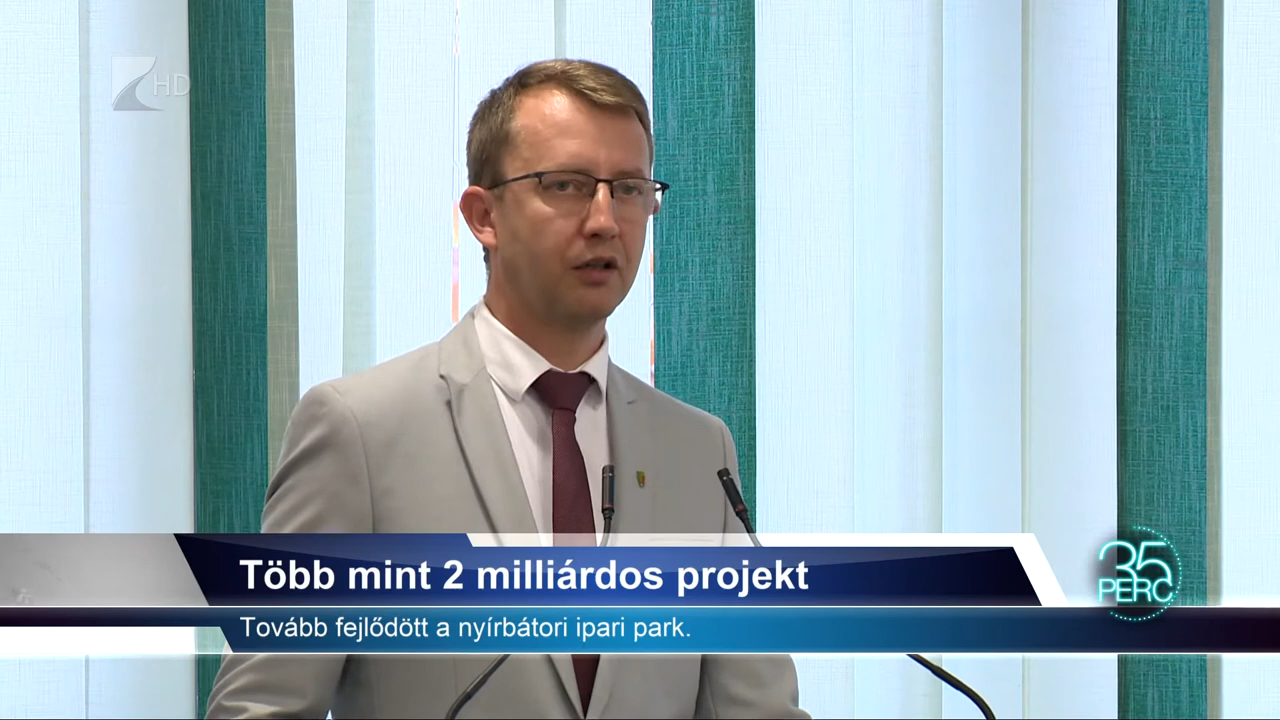 HD
Több mint 2 milliárdos projekt
35
PERC
Tovább fejlődött a nyírbátori ipari park.